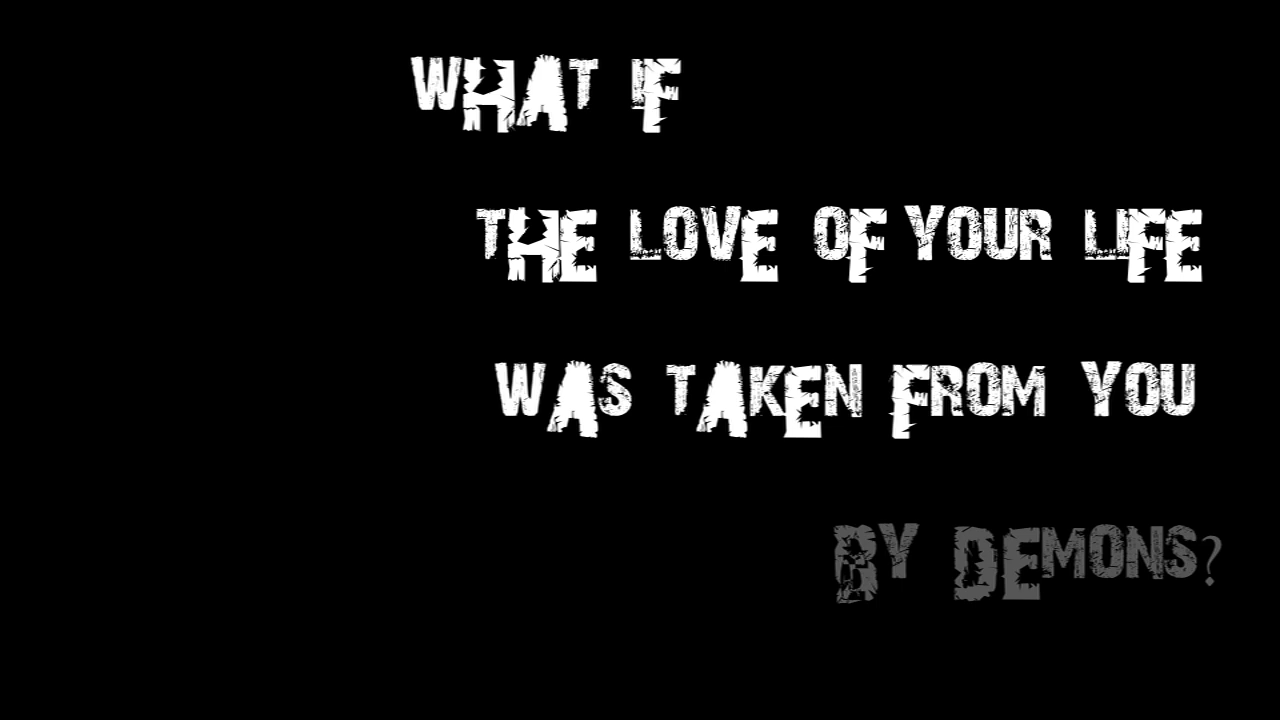 WHAT IF
THE LOVE OF YOUR LIFE
WAS TAKEN FROM YOU
BY DEMONS?